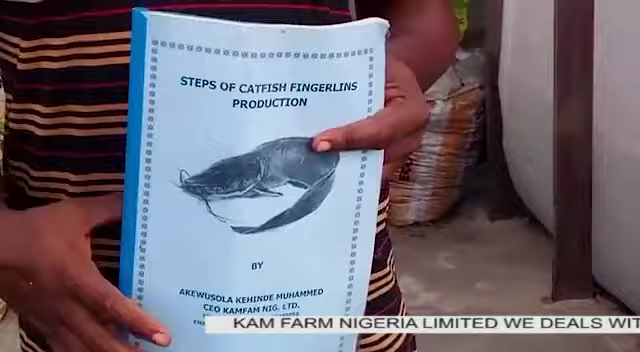 STEPS OF CATFISH FINGERLINS
PRODUCTION
BY
AKEWUSOLA KEHINDE MUHAMMED
CEO KAMFAM NIG. LTD.
KAM FARM NIGERIA LIMITED WE DEALS WIT